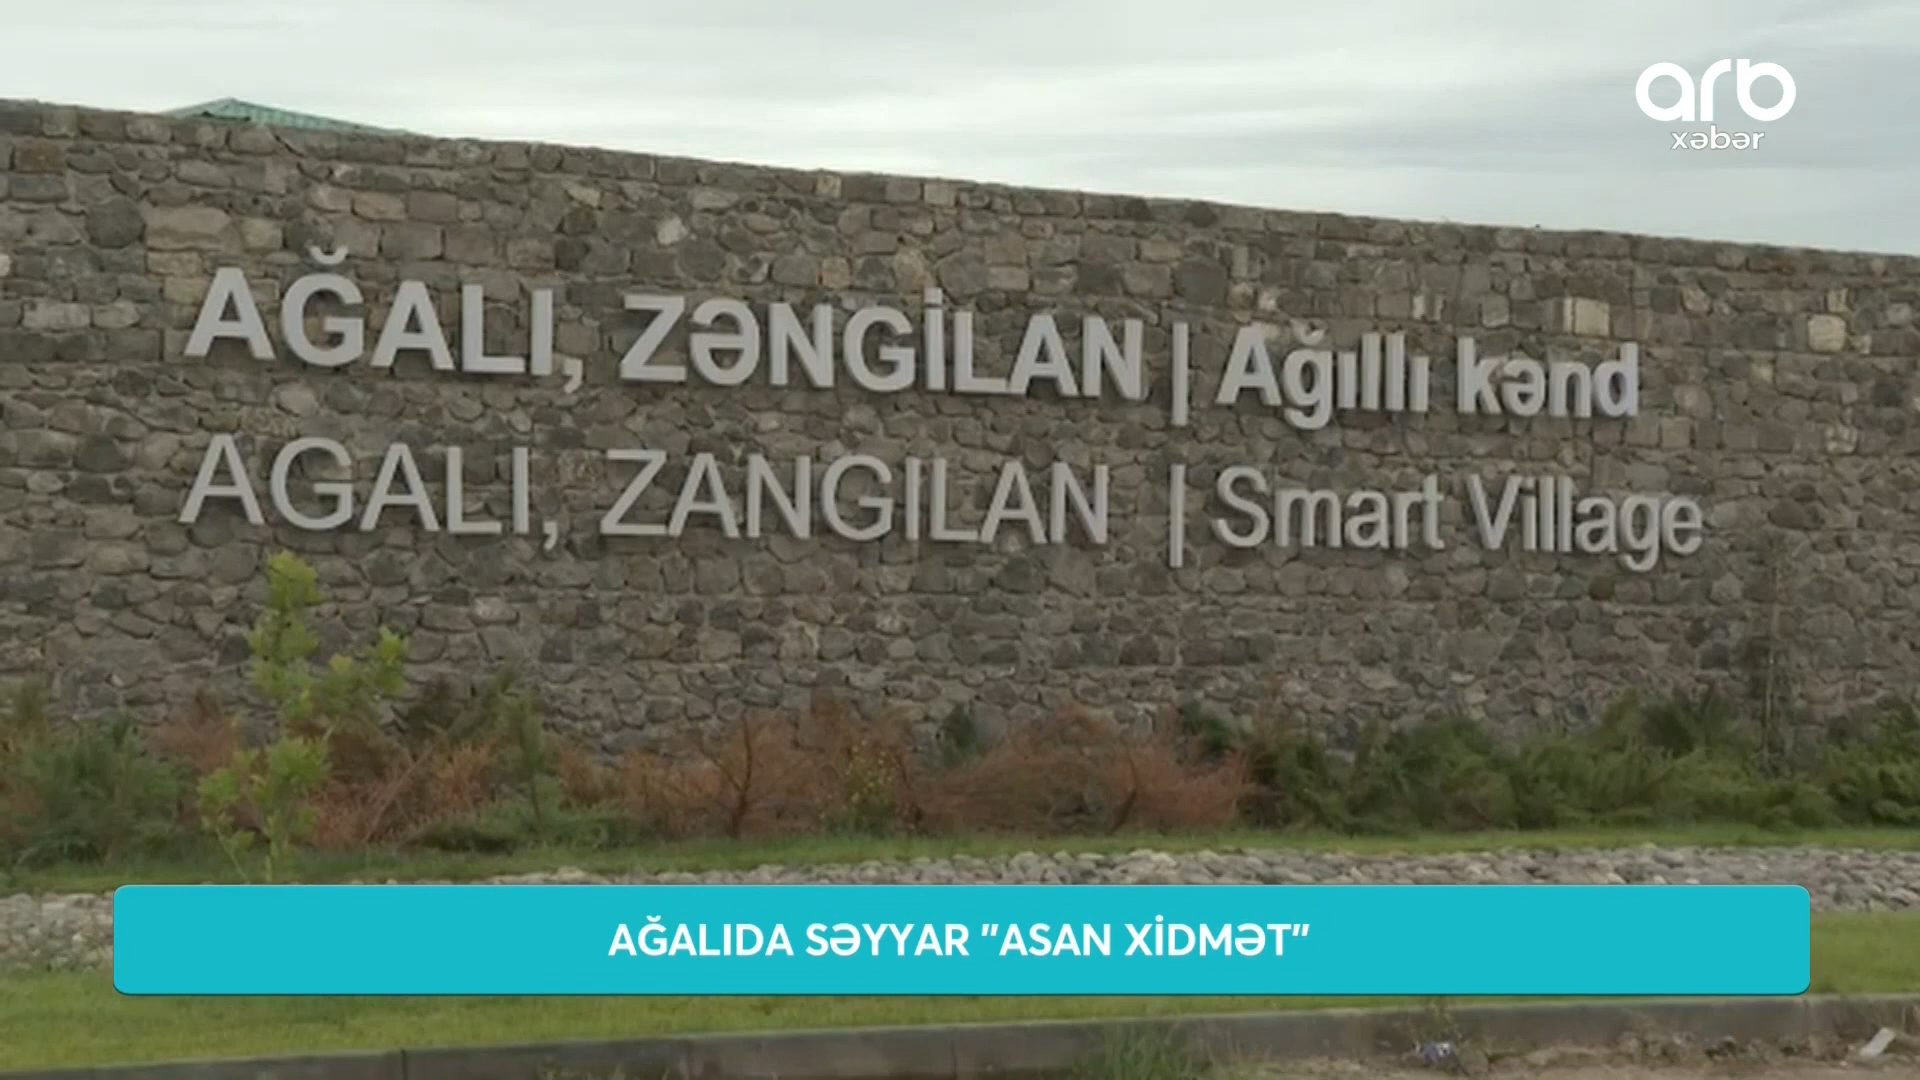 arb
xəbər
AĞALI, ZƏNGİLAN | Ağıllı kənd
AGALI, ZANGILAN | Smart Village
AĞALIDA SƏYYAR "ASAN XİDMƏT"